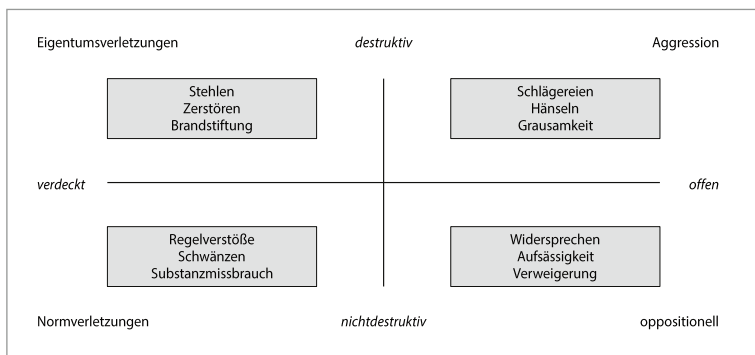 Eigentumsverletzungen destruktiv Aggression
Stehlen
Zerstören
Brandstiftung
Schlägereien
Hänseln
Grausamkeit
verdeckt offen
Regelverstöße
Schwänzen
Substanzmissbrauch
Widersprechen
Aufsässigkeit
Verweigerung
Normverletzungen nichtdestruktiv oppositionell